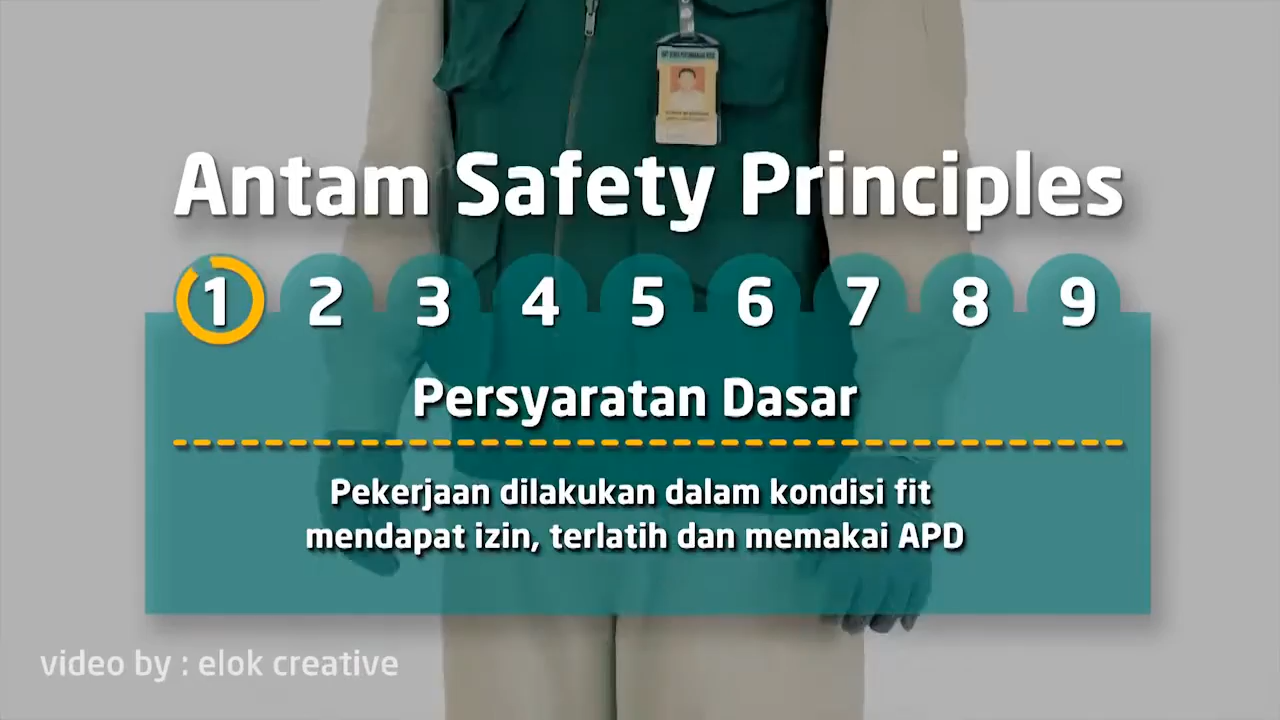 Antam Safety Principles
1 2 3 4 5 6 7 8 9
Persyaratan Dasar
Pekerjaan dilakukan dalam kondisi fit
mendapat izin, terlatih dan memakai APD
video by : elok creative